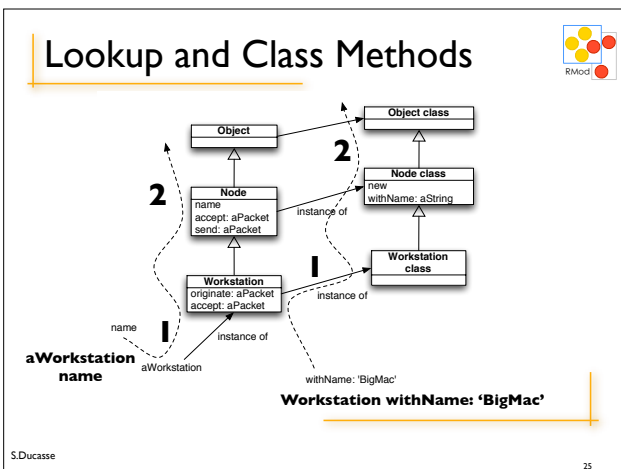 Lookup and Class Methods
RMod
Object
Object class
2
2
Node
name
accept: aPacket
send: aPacket
Node class
new
withName: aString
instance of
Workstation
originate: aPacket
accept: aPacket
Workstation
class
1
instance of
name
1
instance of
aWorkstation
name
aWorkstation
withName: 'BigMac'
Workstation withName: ‘BigMac’
S.Ducasse
25